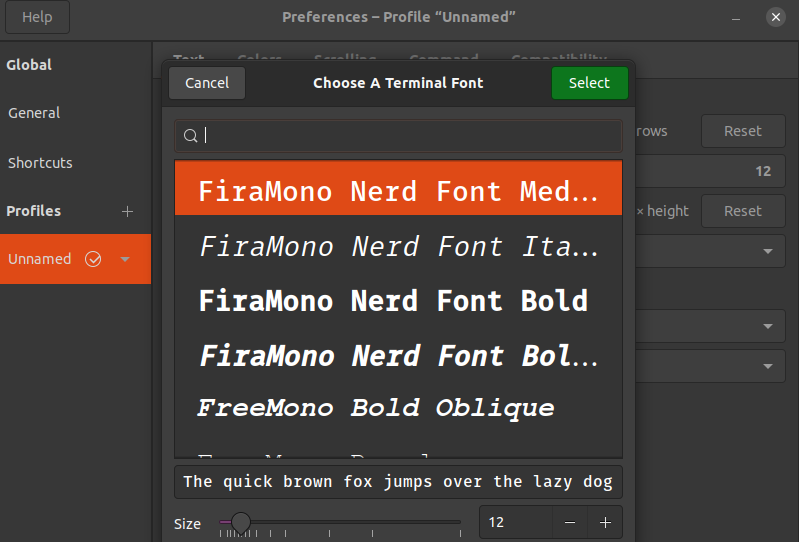 Help
Preferences – Profile “Unnamed”
Global
General
Shortcuts
Profiles
Unnamed
Text Colors Scrolling Command Compatibility
Cancel
Choose A Terminal Font
Select
FiraMono Nerd Font Med...
FiraMono Nerd Font Ita...
FiraMono Nerd Font Bold
FiraMono Nerd Font Bol...
FreeMono Bold Oblique
The quick brown fox jumps over the lazy dog
Size
12
rows
Reset
12
× height
Reset